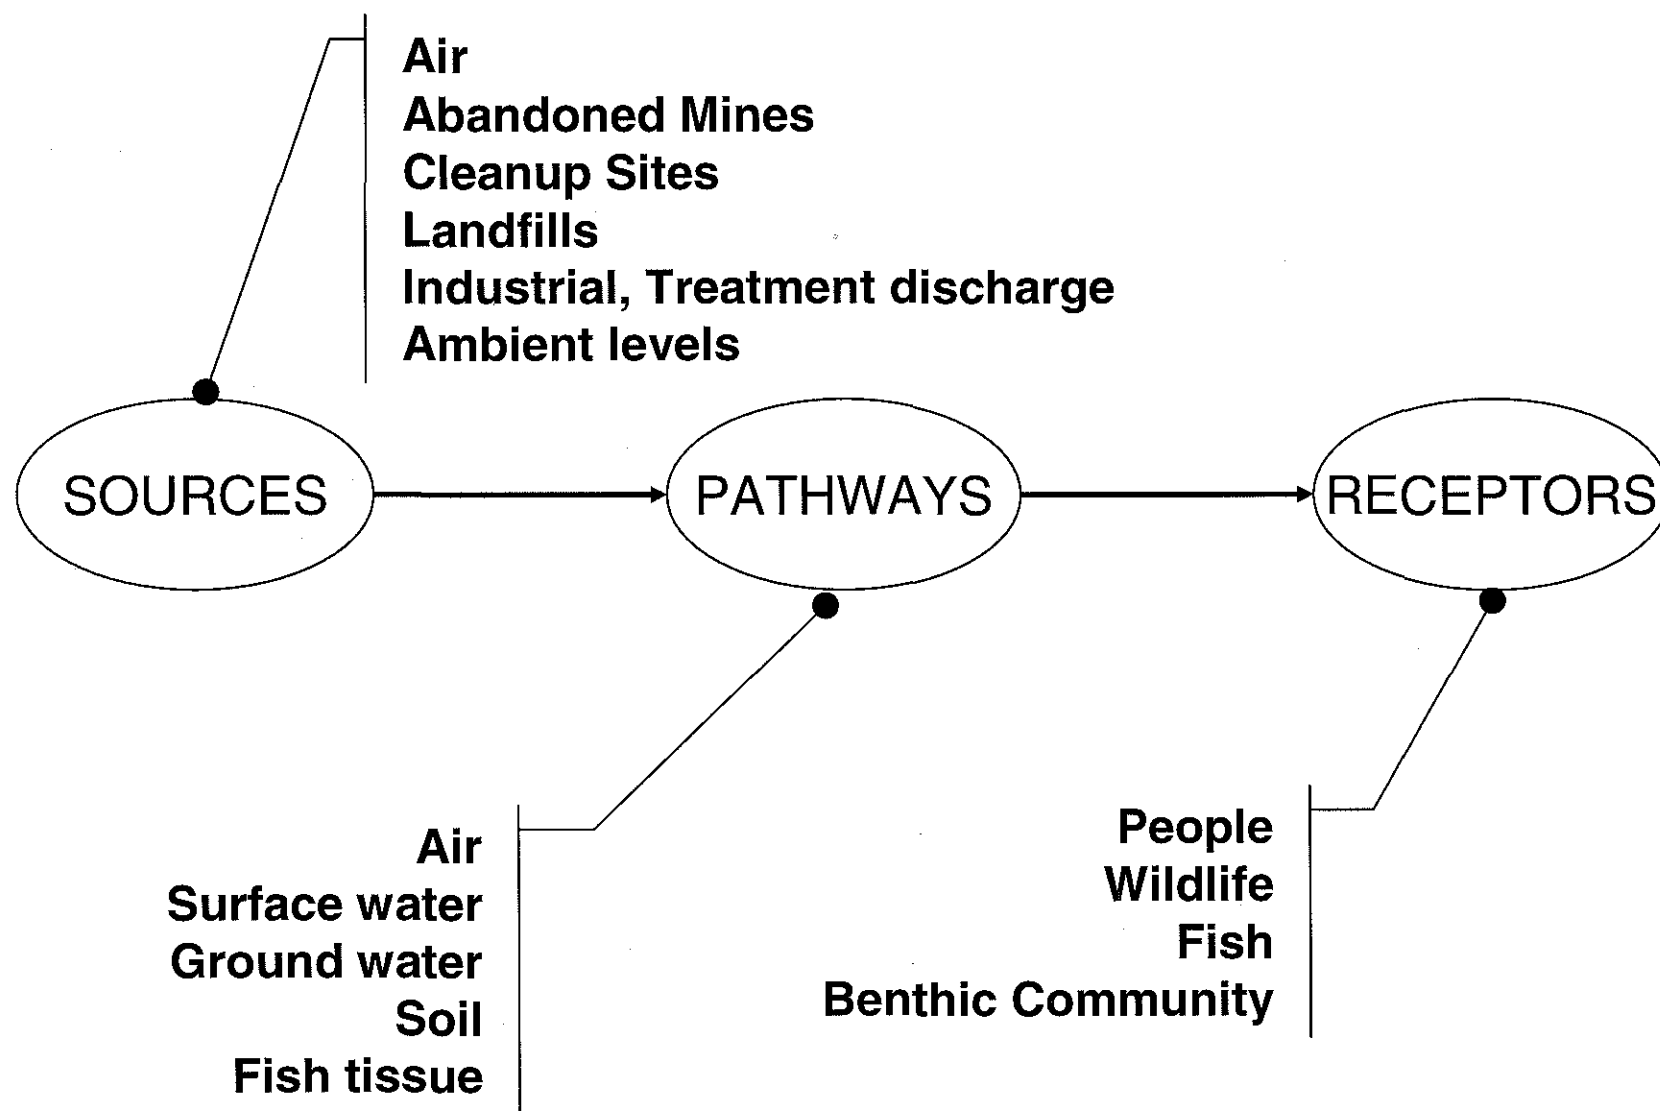 Air
Abandoned Mines
Cleanup Sites
Landfills
Industrial, Treatment discharge
Ambient levels
SOURCES
PATHWAYS
RECEPTORS
Air
Surface water
Ground water
Soil
Fish tissue
People
Wildlife
Fish
Benthic Community